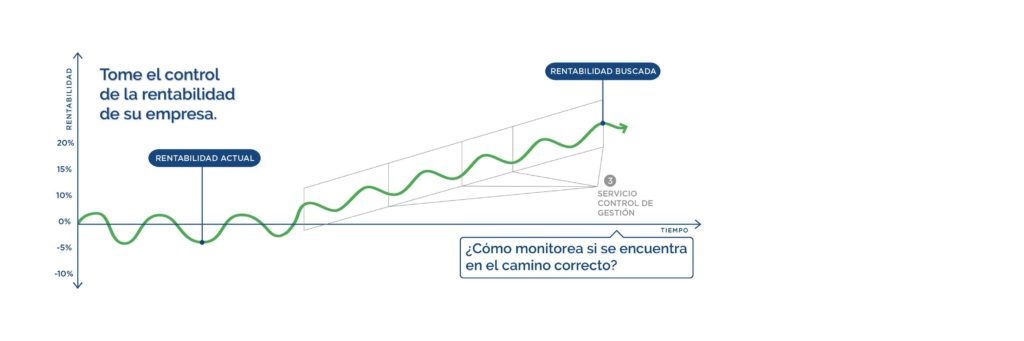 Tome el control
de la rentabilidad
de su empresa.
RENTABILIDAD
20%
15%
10%
0%
-5%
-10%
RENTABILIDAD ACTUAL
RENTABILIDAD BUSCADA
3
SERVICIO
CONTROL DE
GESTIÓN
TIEMPO
¿Cómo monitorea si se encuentra
en el camino correcto?